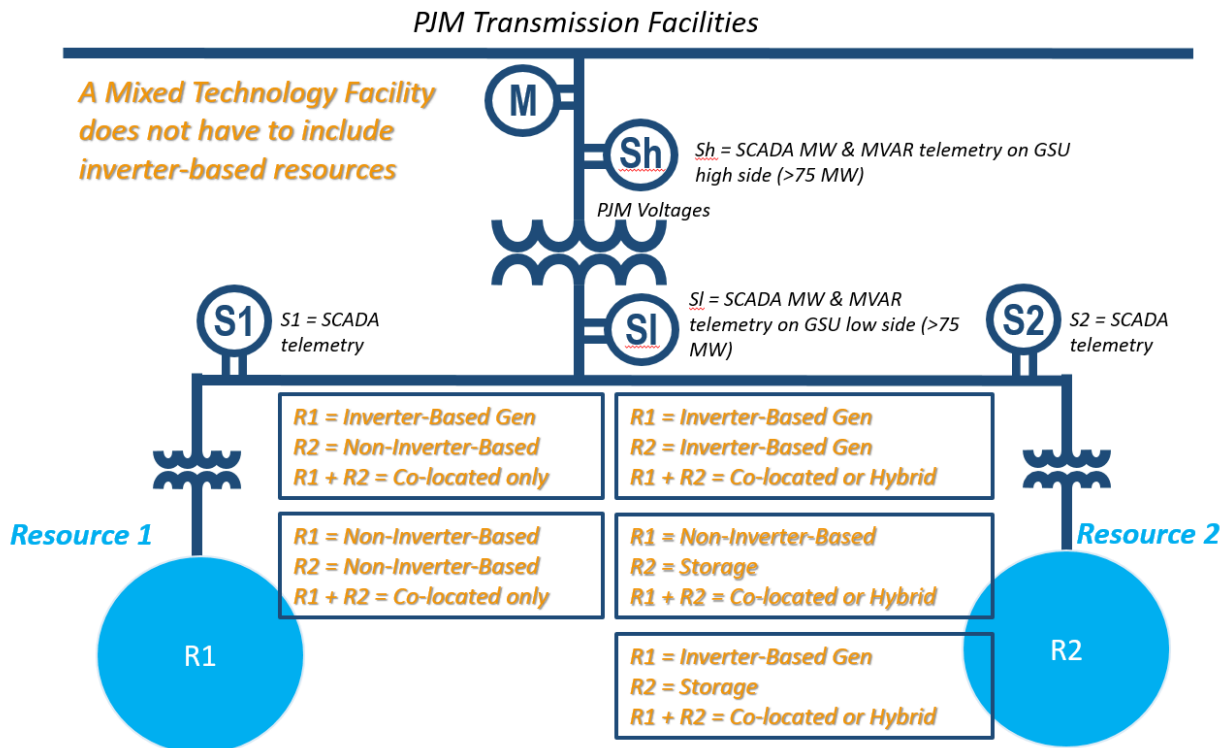 PJM Transmission Facilities
A Mixed Technology Facility
does not have to include
inverter-based resources
M
Sh
Sh = SCADA MW & MVAR telemetry on GSU
high side (>75 MW)
PJM Voltages
S1
S1 = SCADA
telemetry
Sl
Sl = SCADA MW & MVAR
telemetry on GSU low side (>75
MW)
S2
S2 = SCADA
telemetry
R1 = Inverter-Based Gen
R2 = Non-Inverter-Based
R1 + R2 = Co-located only
R1 = Inverter-Based Gen
R2 = Inverter-Based Gen
R1 + R2 = Co-located or Hybrid
Resource 1
R1 = Non-Inverter-Based
R2 = Non-Inverter-Based
R1 + R2 = Co-located only
R1 = Non-Inverter-Based
R2 = Storage
R1 + R2 = Co-located or Hybrid
Resource 2
R1
R1 = Inverter-Based Gen
R2 = Storage
R1 + R2 = Co-located or Hybrid
R2